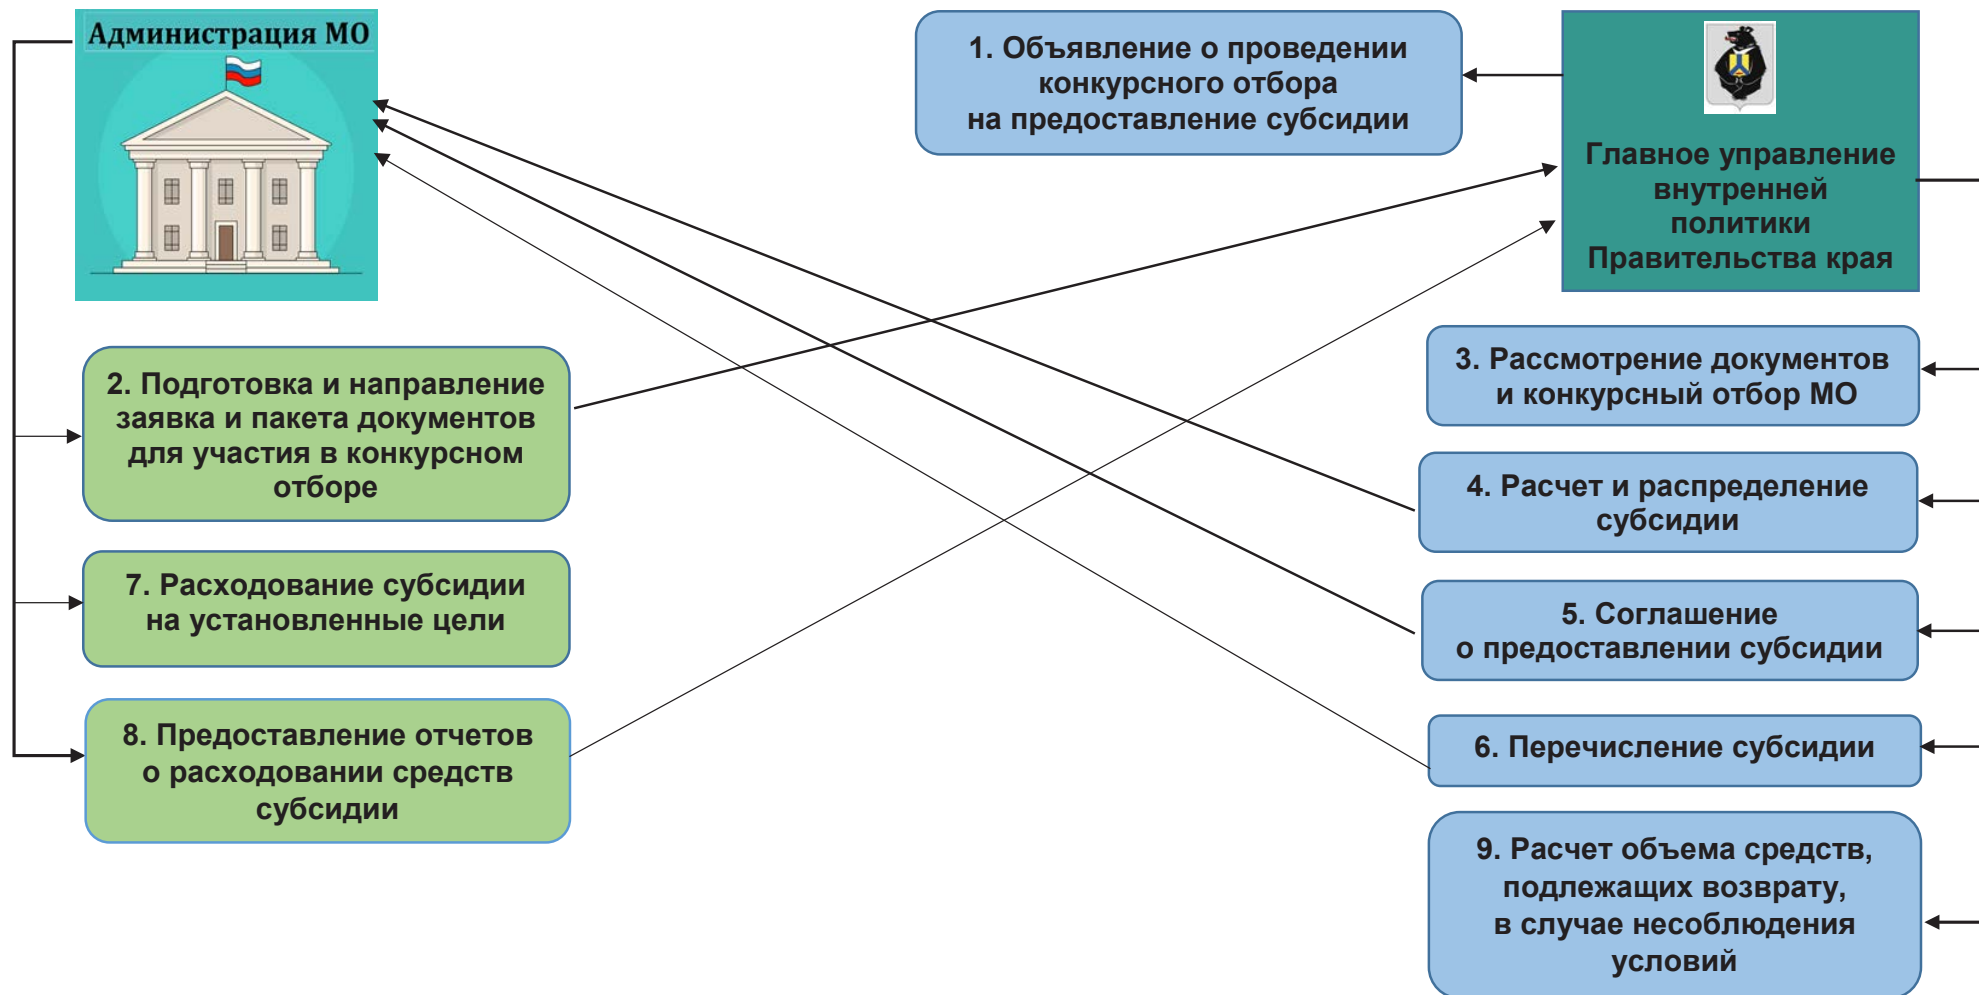 Администрация МО
1. Объявление о проведении
конкурсного отбора
на предоставление субсидии
Главное управление
внутренней
политики
Правительства края
2. Подготовка и направление
заявка и пакета документов
для участия в конкурсном
отборе
3. Рассмотрение документов
и конкурсный отбор МО
4. Расчет и распределение
субсидии
7. Расходование субсидии
на установленные цели
5. Соглашение
о предоставлении субсидии
8. Предоставление отчетов
о расходовании средств
субсидии
6. Перечисление субсидии
9. Расчет объема средств,
подлежащих возврату,
в случае несоблюдения
условий